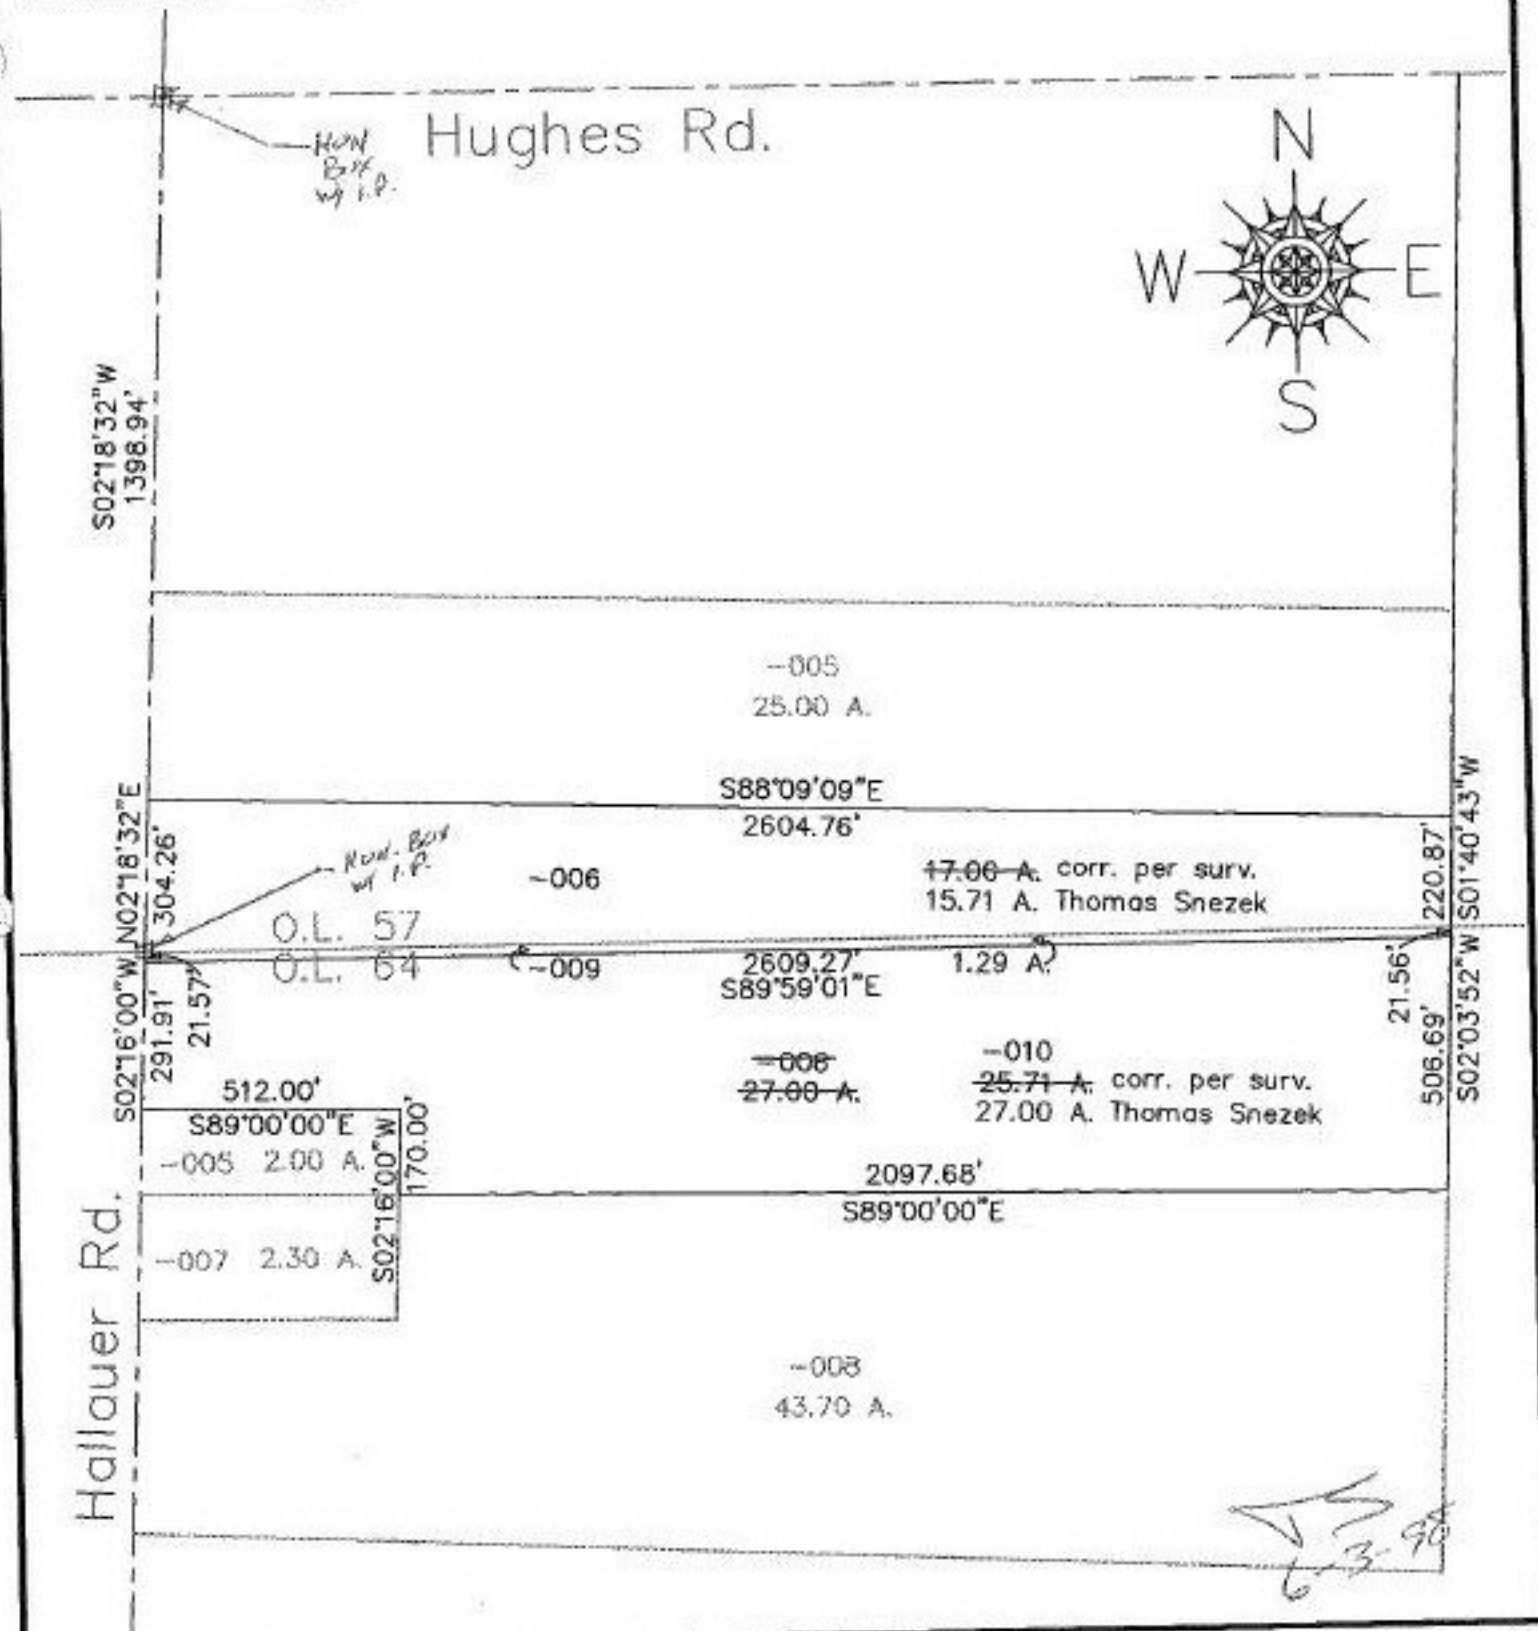 Hughes Rd.
Mon
Box
w/ I.P.
N
W
E
S
S02°18'32"W
1398.94'
-005
25.00 A.
S88°09'09"E
2604.76'
N02°18'32"E
304.26'
Mon. Box
w/ I.P.
-006
17.00 A. corr. per surv.
15.71 A. Thomas Snezek
220.87'
S01°40'43"W
O.L. 57
O.L. 64
-009
2609.27'
S89°59'01"E
1.29 A.
S02°16'00"W
291.91'
21.57'
21.56'
506.69'
S02°03'52"W
-006
27.00 A.
-010
25.71 A. corr. per surv.
27.00 A. Thomas Snezek
512.00'
S89°00'00"E
-005 2.00 A.
S02°16'00"W
170.00'
2097.68'
S89°00'00"E
-007 2.30 A.
Hallauer Rd.
-008
43.70 A.